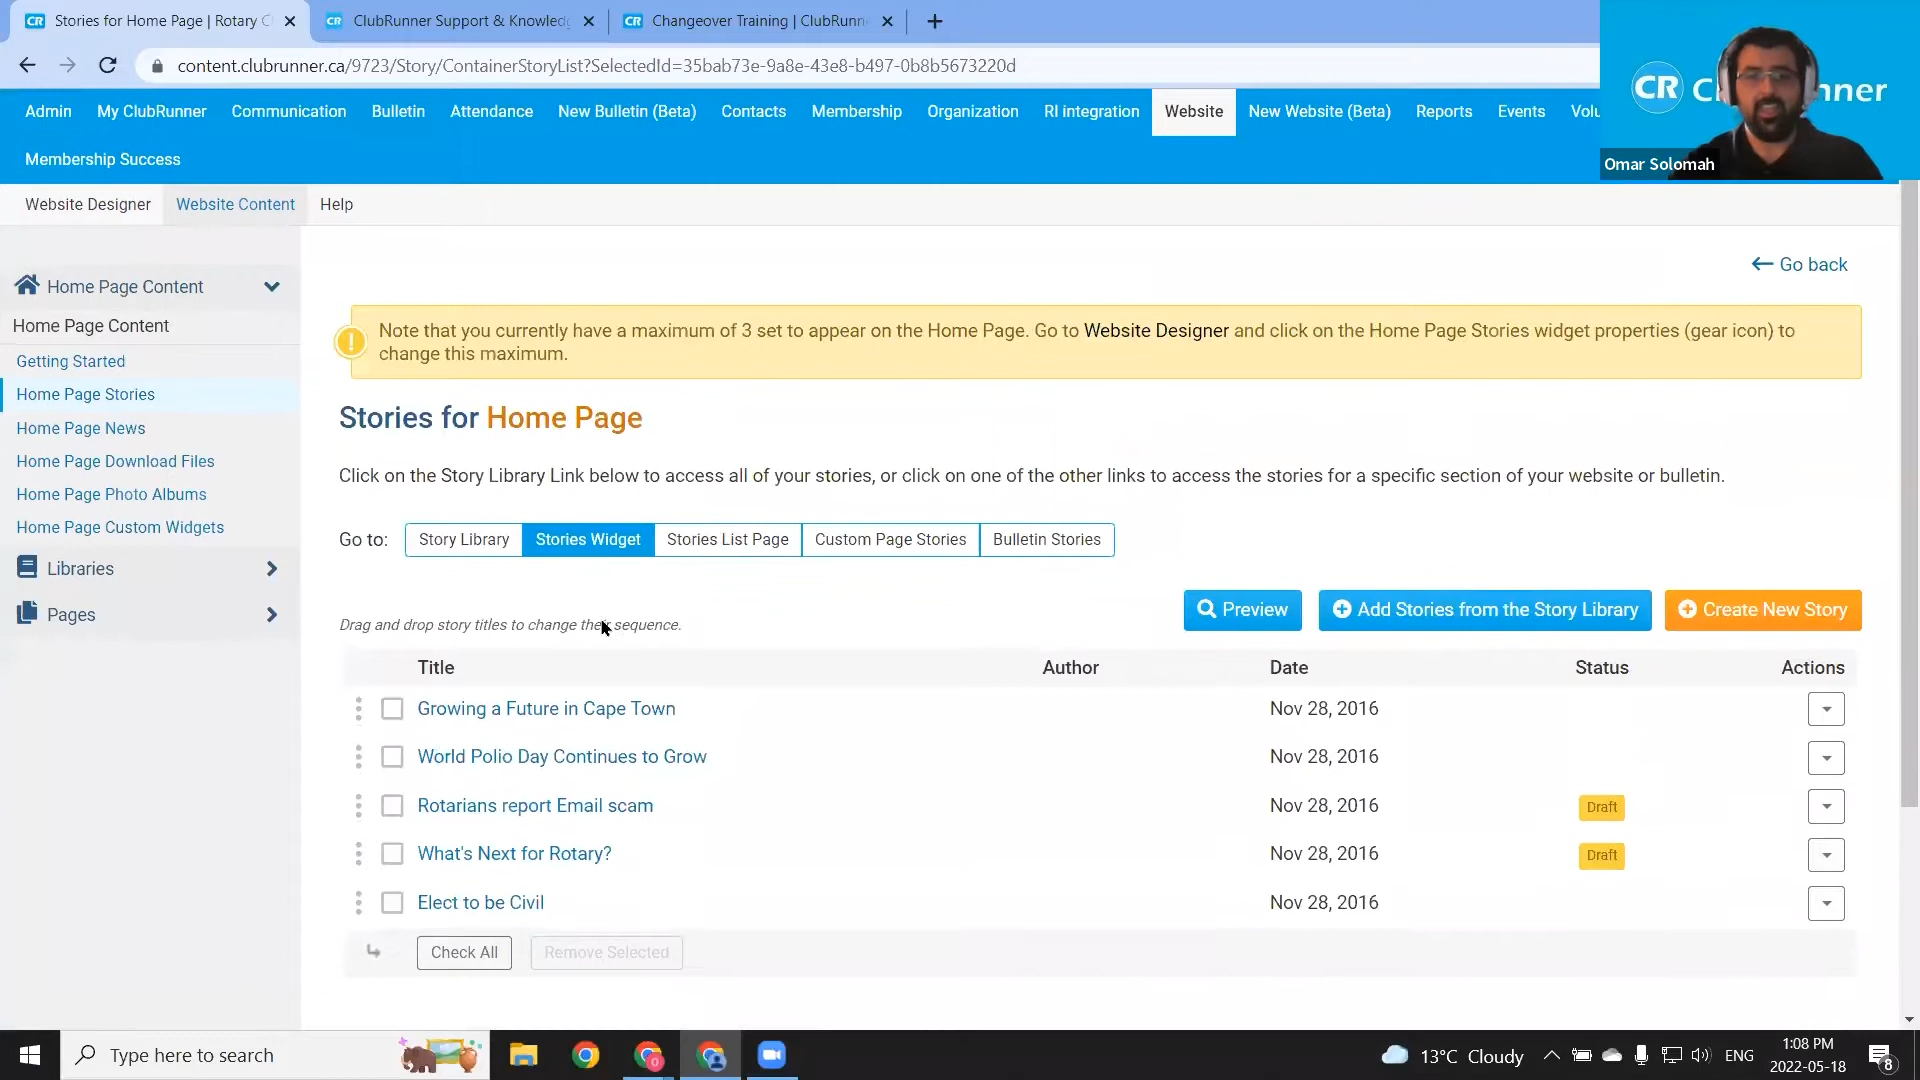 Stories for Home Page | Rotary C
ClubRunner Support & Knowled
Changeover Training | ClubRunn
content.clubrunner.ca/9723/Story/ContainerStoryList?SelectedId=35bab73e-9a8e-43e8-b497-0b8b5673220d
Admin My ClubRunner Communication Bulletin Attendance New Bulletin (Beta) Contacts Membership Organization RI integration Website New Website (Beta) Reports Events Volu
Membership Success
CR C nner
Omar Solomah
Website Designer Website Content Help
Home Page Content
Home Page Content
Getting Started
Home Page Stories
Home Page News
Home Page Download Files
Home Page Photo Albums
Home Page Custom Widgets
Libraries
Pages
Go back
Note that you currently have a maximum of 3 set to appear on the Home Page. Go to Website Designer and click on the Home Page Stories widget properties (gear icon) to
change this maximum.
Stories for Home Page
Click on the Story Library Link below to access all of your stories, or click on one of the other links to access the stories for a specific section of your website or bulletin.
Go to: Story Library Stories Widget Stories List Page Custom Page Stories Bulletin Stories
Preview Add Stories from the Story Library Create New Story
Drag and drop story titles to change their sequence.
Title Author Date Status Actions
Growing a Future in Cape Town Nov 28, 2016
World Polio Day Continues to Grow Nov 28, 2016
Rotarians report Email scam Nov 28, 2016 Draft
What's Next for Rotary? Nov 28, 2016 Draft
Elect to be Civil Nov 28, 2016
Check All Remove Selected
Type here to search
13°C Cloudy
ENG
1:08 PM
2022-05-18
8